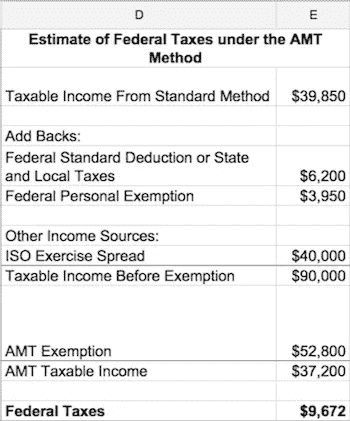 D E
Estimate of Federal Taxes under the AMT
Method
Taxable Income From Standard Method $39,850
Add Backs:
Federal Standard Deduction or State
and Local Taxes $6,200
Federal Personal Exemption $3,950
Other Income Sources:
ISO Exercise Spread $40,000
Taxable Income Before Exemption $90,000
AMT Exemption $52,800
AMT Taxable Income $37,200
Federal Taxes $9,672